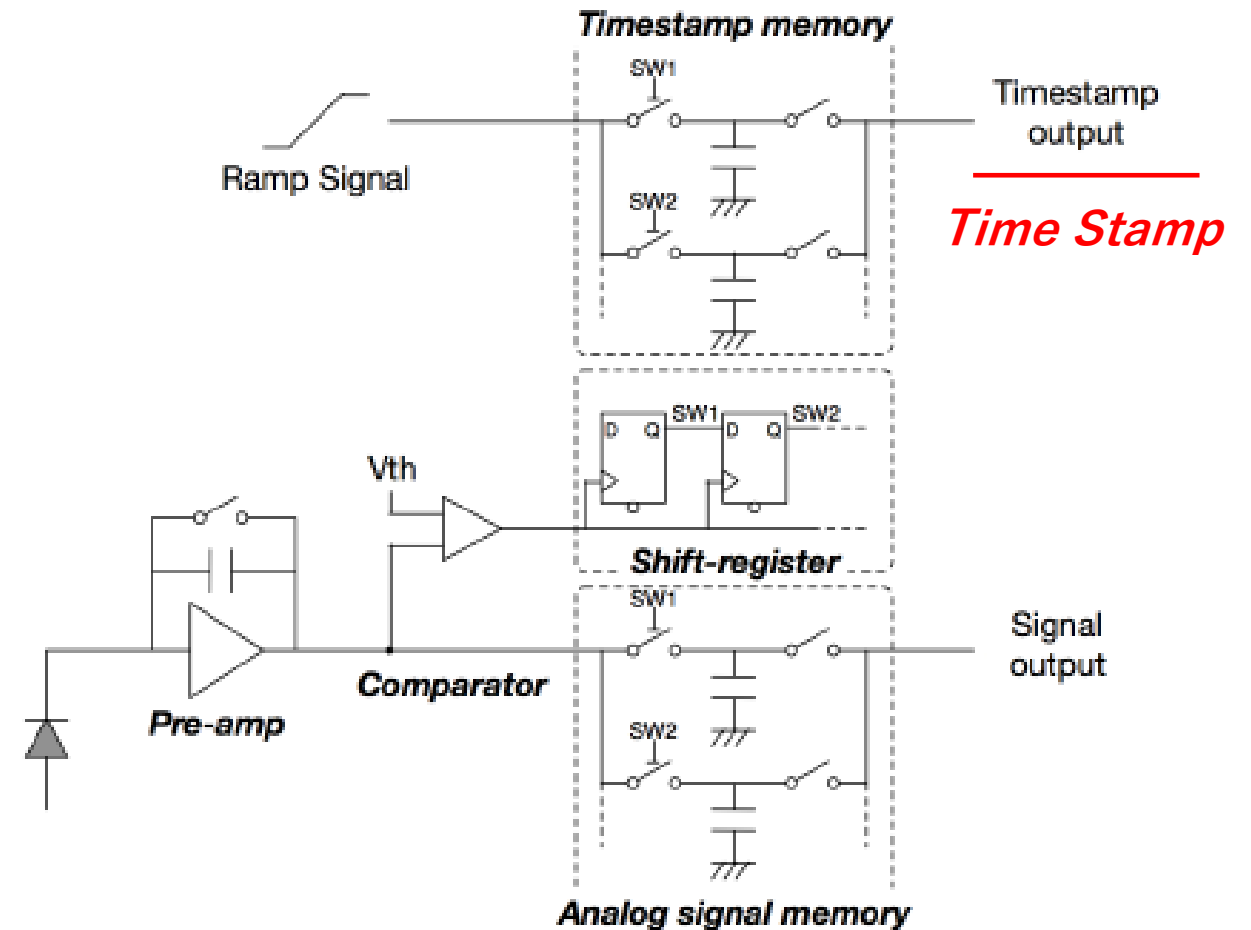 Timestamp memory
SW1
Timestamp
output
Ramp Signal
SW2
Time Stamp
SW1
SW2
D Q
D Q
Vth
Shift-register
SW1
Signal
output
Comparator
Pre-amp
SW2
Analog signal memory